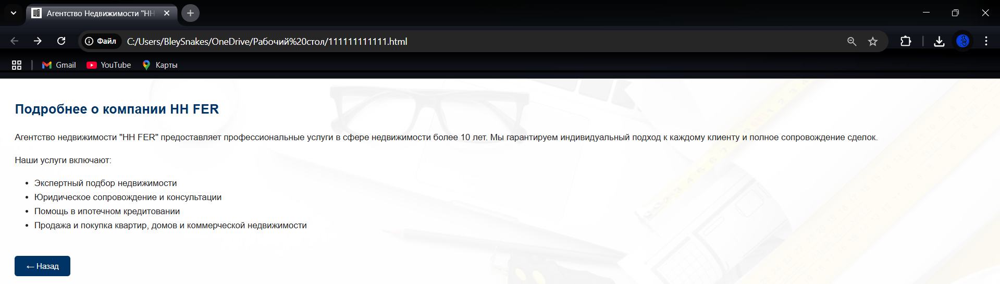 Агентство Недвижимости "НН
Файл
C:/Users/BleySnakes/OneDrive/Рабочий%20стол/111111111111.html
Gmail
YouTube
Карты
Подробнее о компании НН FER
Агентство недвижимости "НН FER" предоставляет профессиональные услуги в сфере недвижимости более 10 лет. Мы гарантируем индивидуальный подход к каждому клиенту и полное сопровождение сделок.
Наши услуги включают:
• Экспертный подбор недвижимости
• Юридическое сопровождение и консультации
• Помощь в ипотечном кредитовании
• Продажа и покупка квартир, домов и коммерческой недвижимости
← Назад